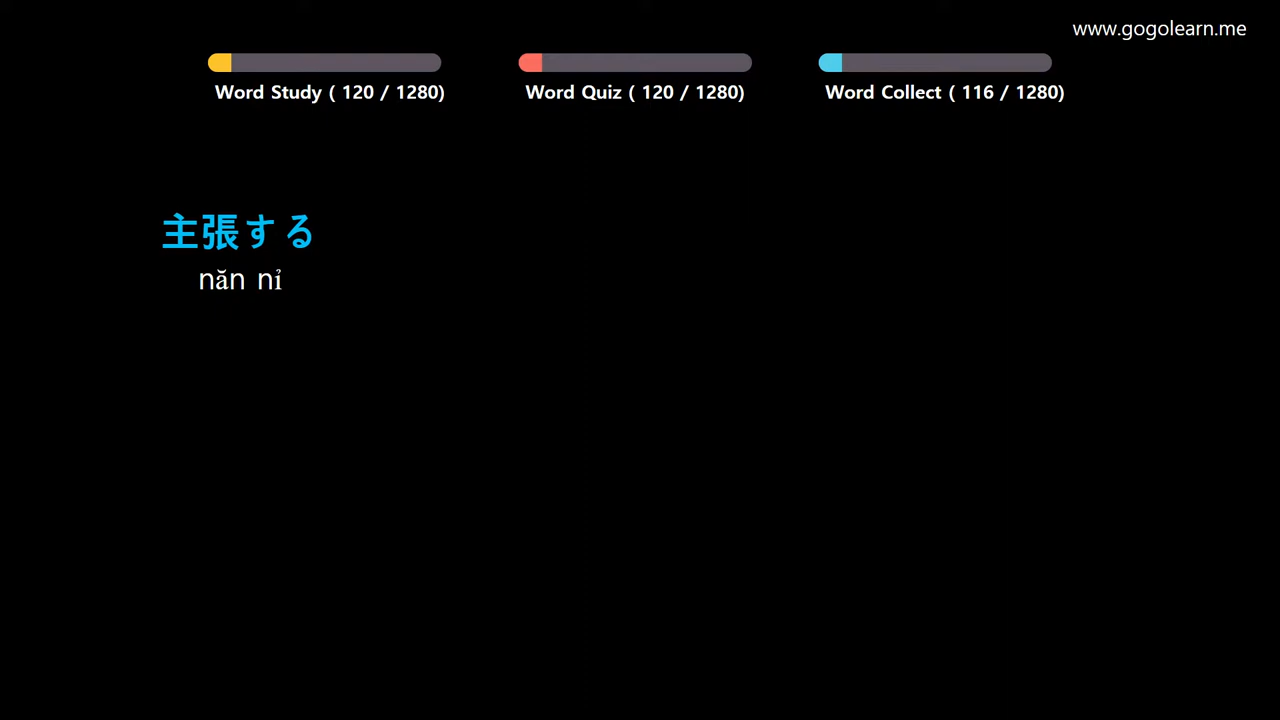 www.gogolearn.me
Word Study ( 120 / 1280)
Word Quiz ( 120 / 1280)
Word Collect ( 116 / 1280)
主張する
năn nỉ